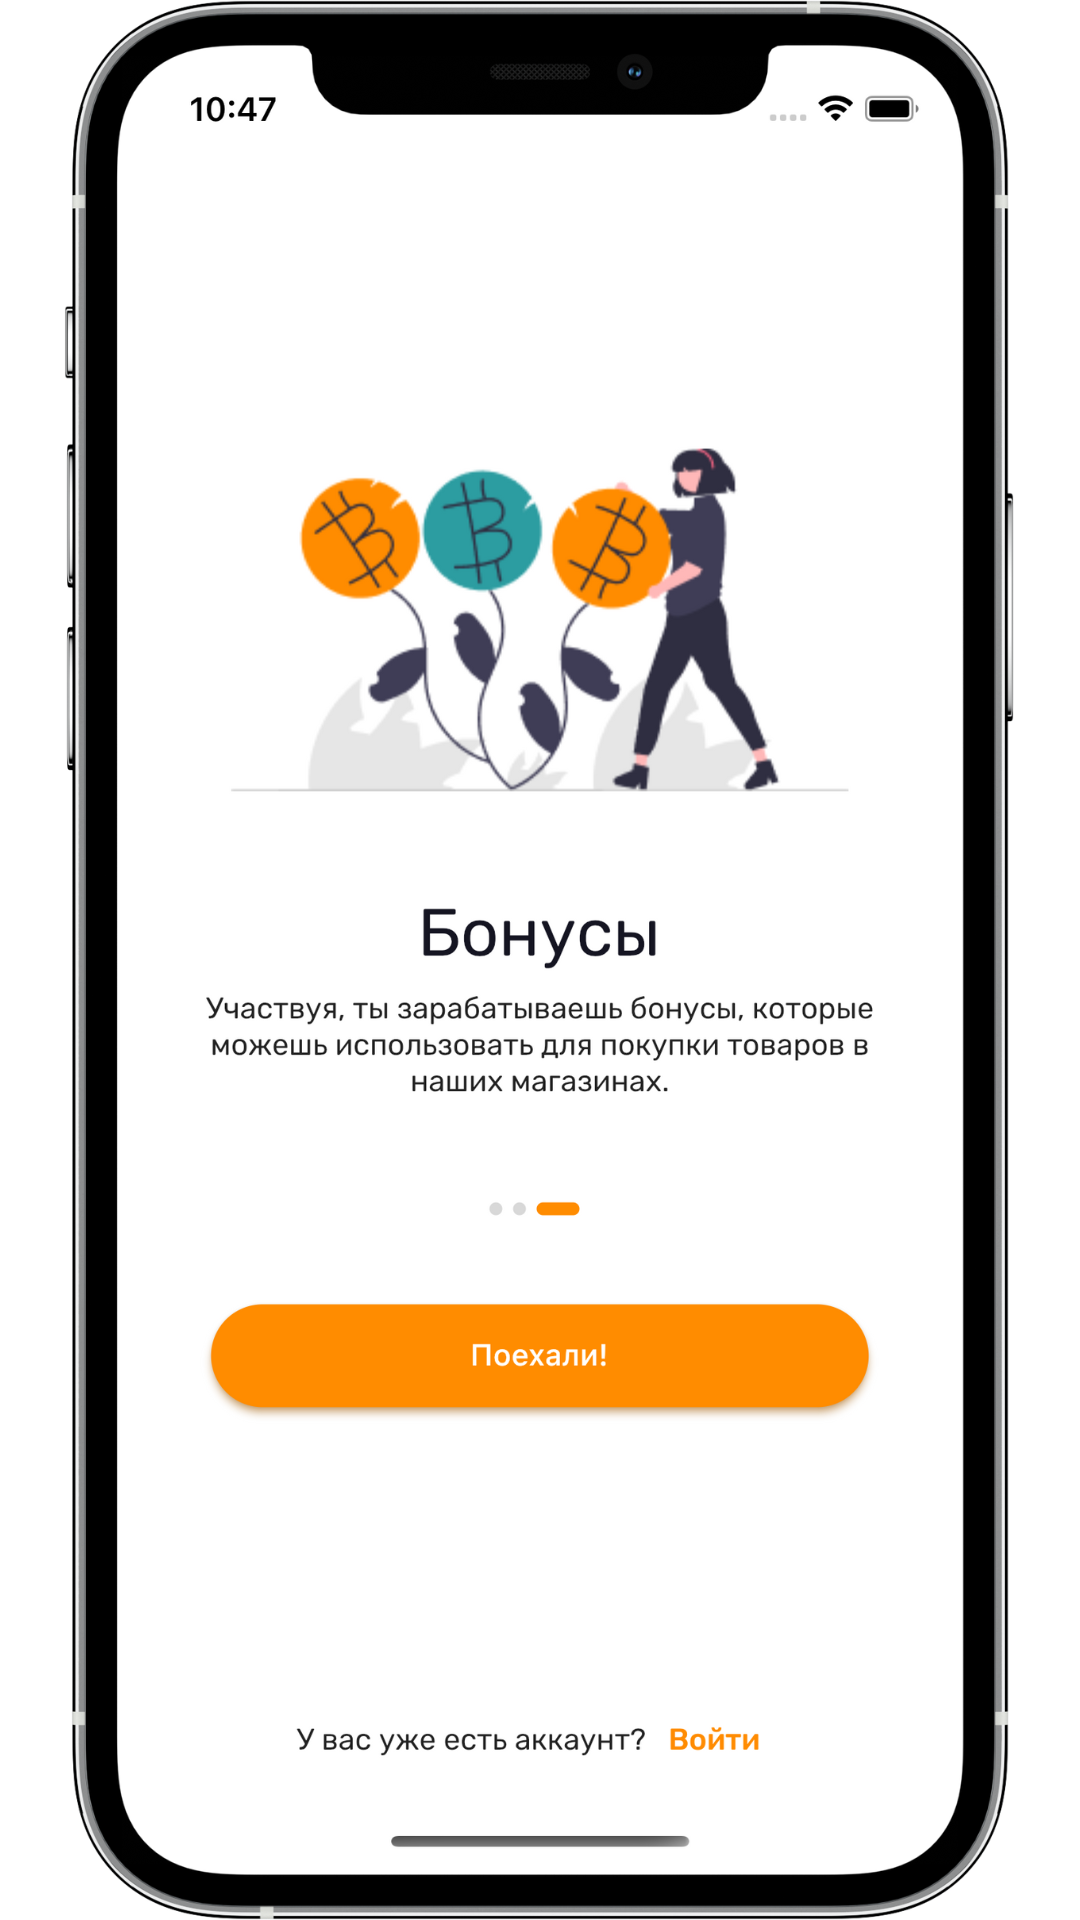 10:47
Бонусы
Участвуя, ты зарабатываешь бонусы, которые
можешь использовать для покупки товаров в
наших магазинах.
Поехали!
У вас уже есть аккаунт? Войти